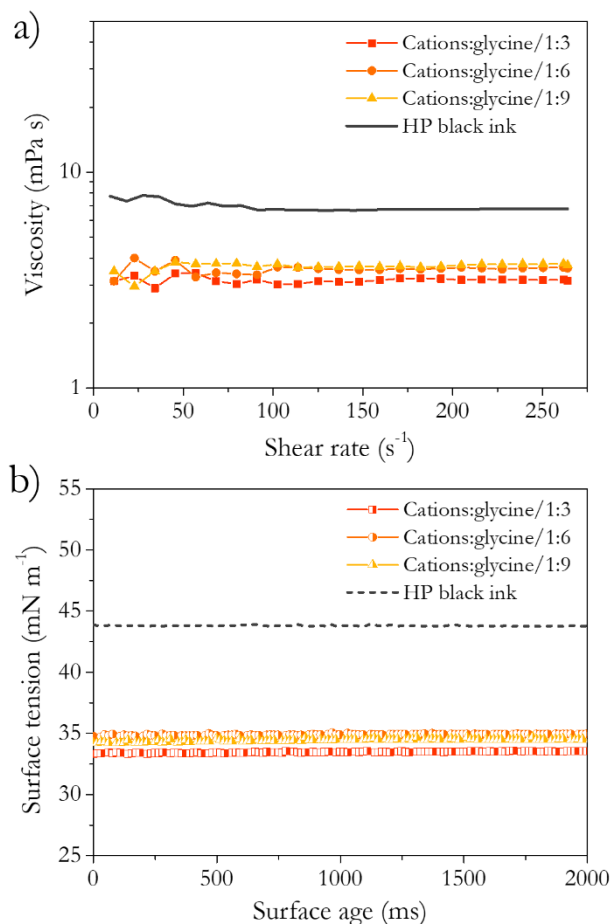 a)
Cations:glycine/1:3
Cations:glycine/1:6
Cations:glycine/1:9
HP black ink
Viscosity (mPa s)
10
1
0 50 100 150 200 250
Shear rate (s⁻¹)
b)
Cations:glycine/1:3
Cations:glycine/1:6
Cations:glycine/1:9
HP black ink
Surface tension (mN m⁻¹)
55
50
45
40
35
30
25
0 500 1000 1500 2000
Surface age (ms)